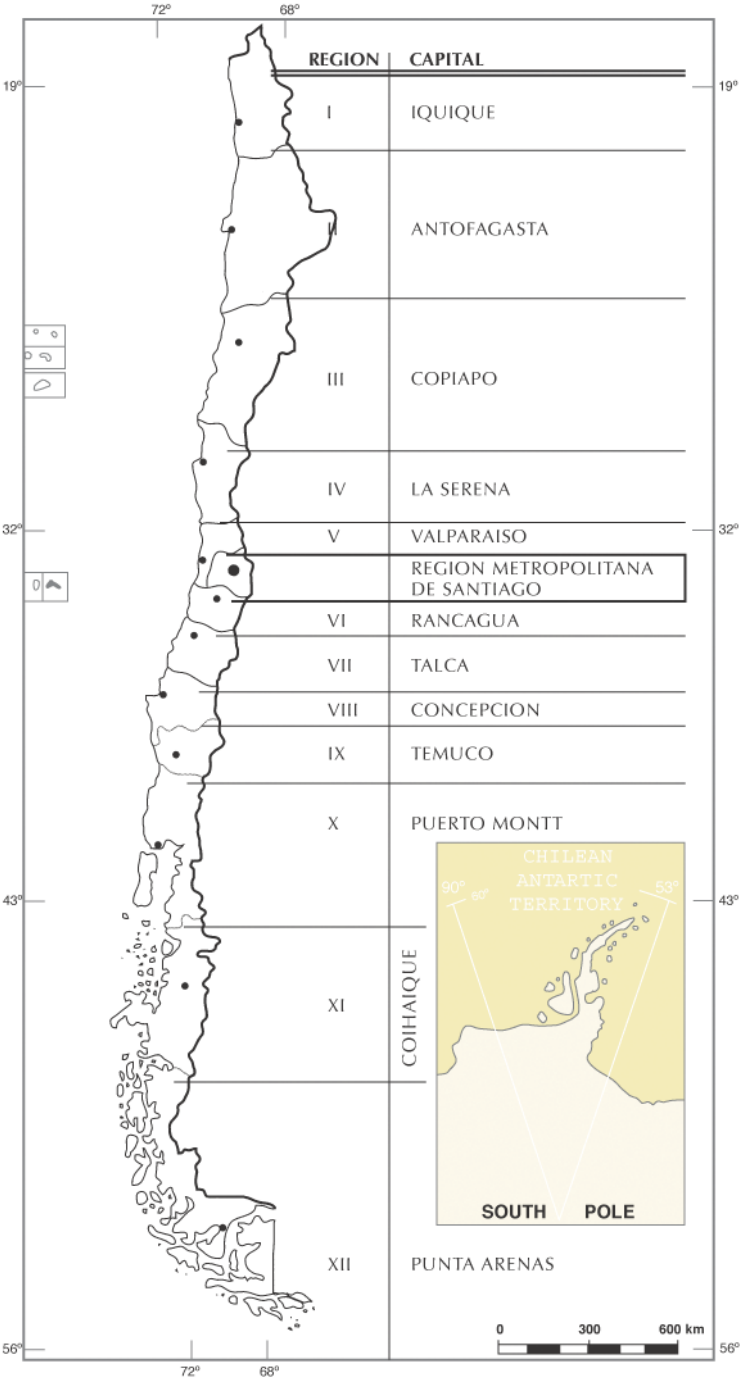 72° 68°
REGION CAPITAL
19° 19°
I IQUIQUE
II ANTOFAGASTA
III COPIAPO
IV LA SERENA
32° 32°
V VALPARAISO
REGION METROPOLITANA
DE SANTIAGO
VI RANCAGUA
VII TALCA
VIII CONCEPCION
IX TEMUCO
X PUERTO MONTT
CHILEAN
ANTARTIC
TERRITORY
90° 60° 53°
43° 43°
XI COIHAIQUE
SOUTH POLE
XII PUNTA ARENAS
0 300 600 km
56° 56°
72° 68°